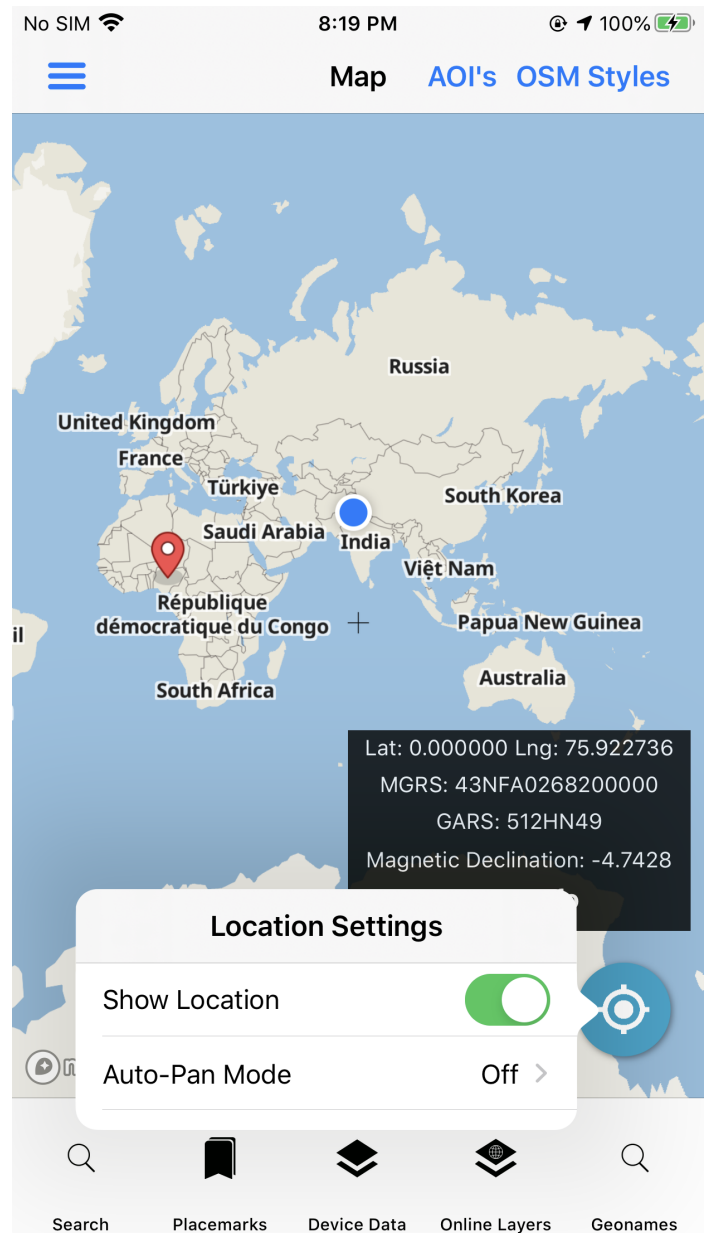 No SIM 8:19 PM 100%
Map AOI's OSM Styles
Russia
United Kingdom
France
Türkiye
South Korea
Saudi Arabia
India
Việt Nam
République
démocratique du Congo
Papua New Guinea
il
Australia
South Africa
Lat: 0.000000 Lng: 75.922736
MGRS: 43NFA0268200000
GARS: 512HN49
Magnetic Declination: -4.7428
Location Settings
Show Location
Auto-Pan Mode Off
Search Placemarks Device Data Online Layers Geonames